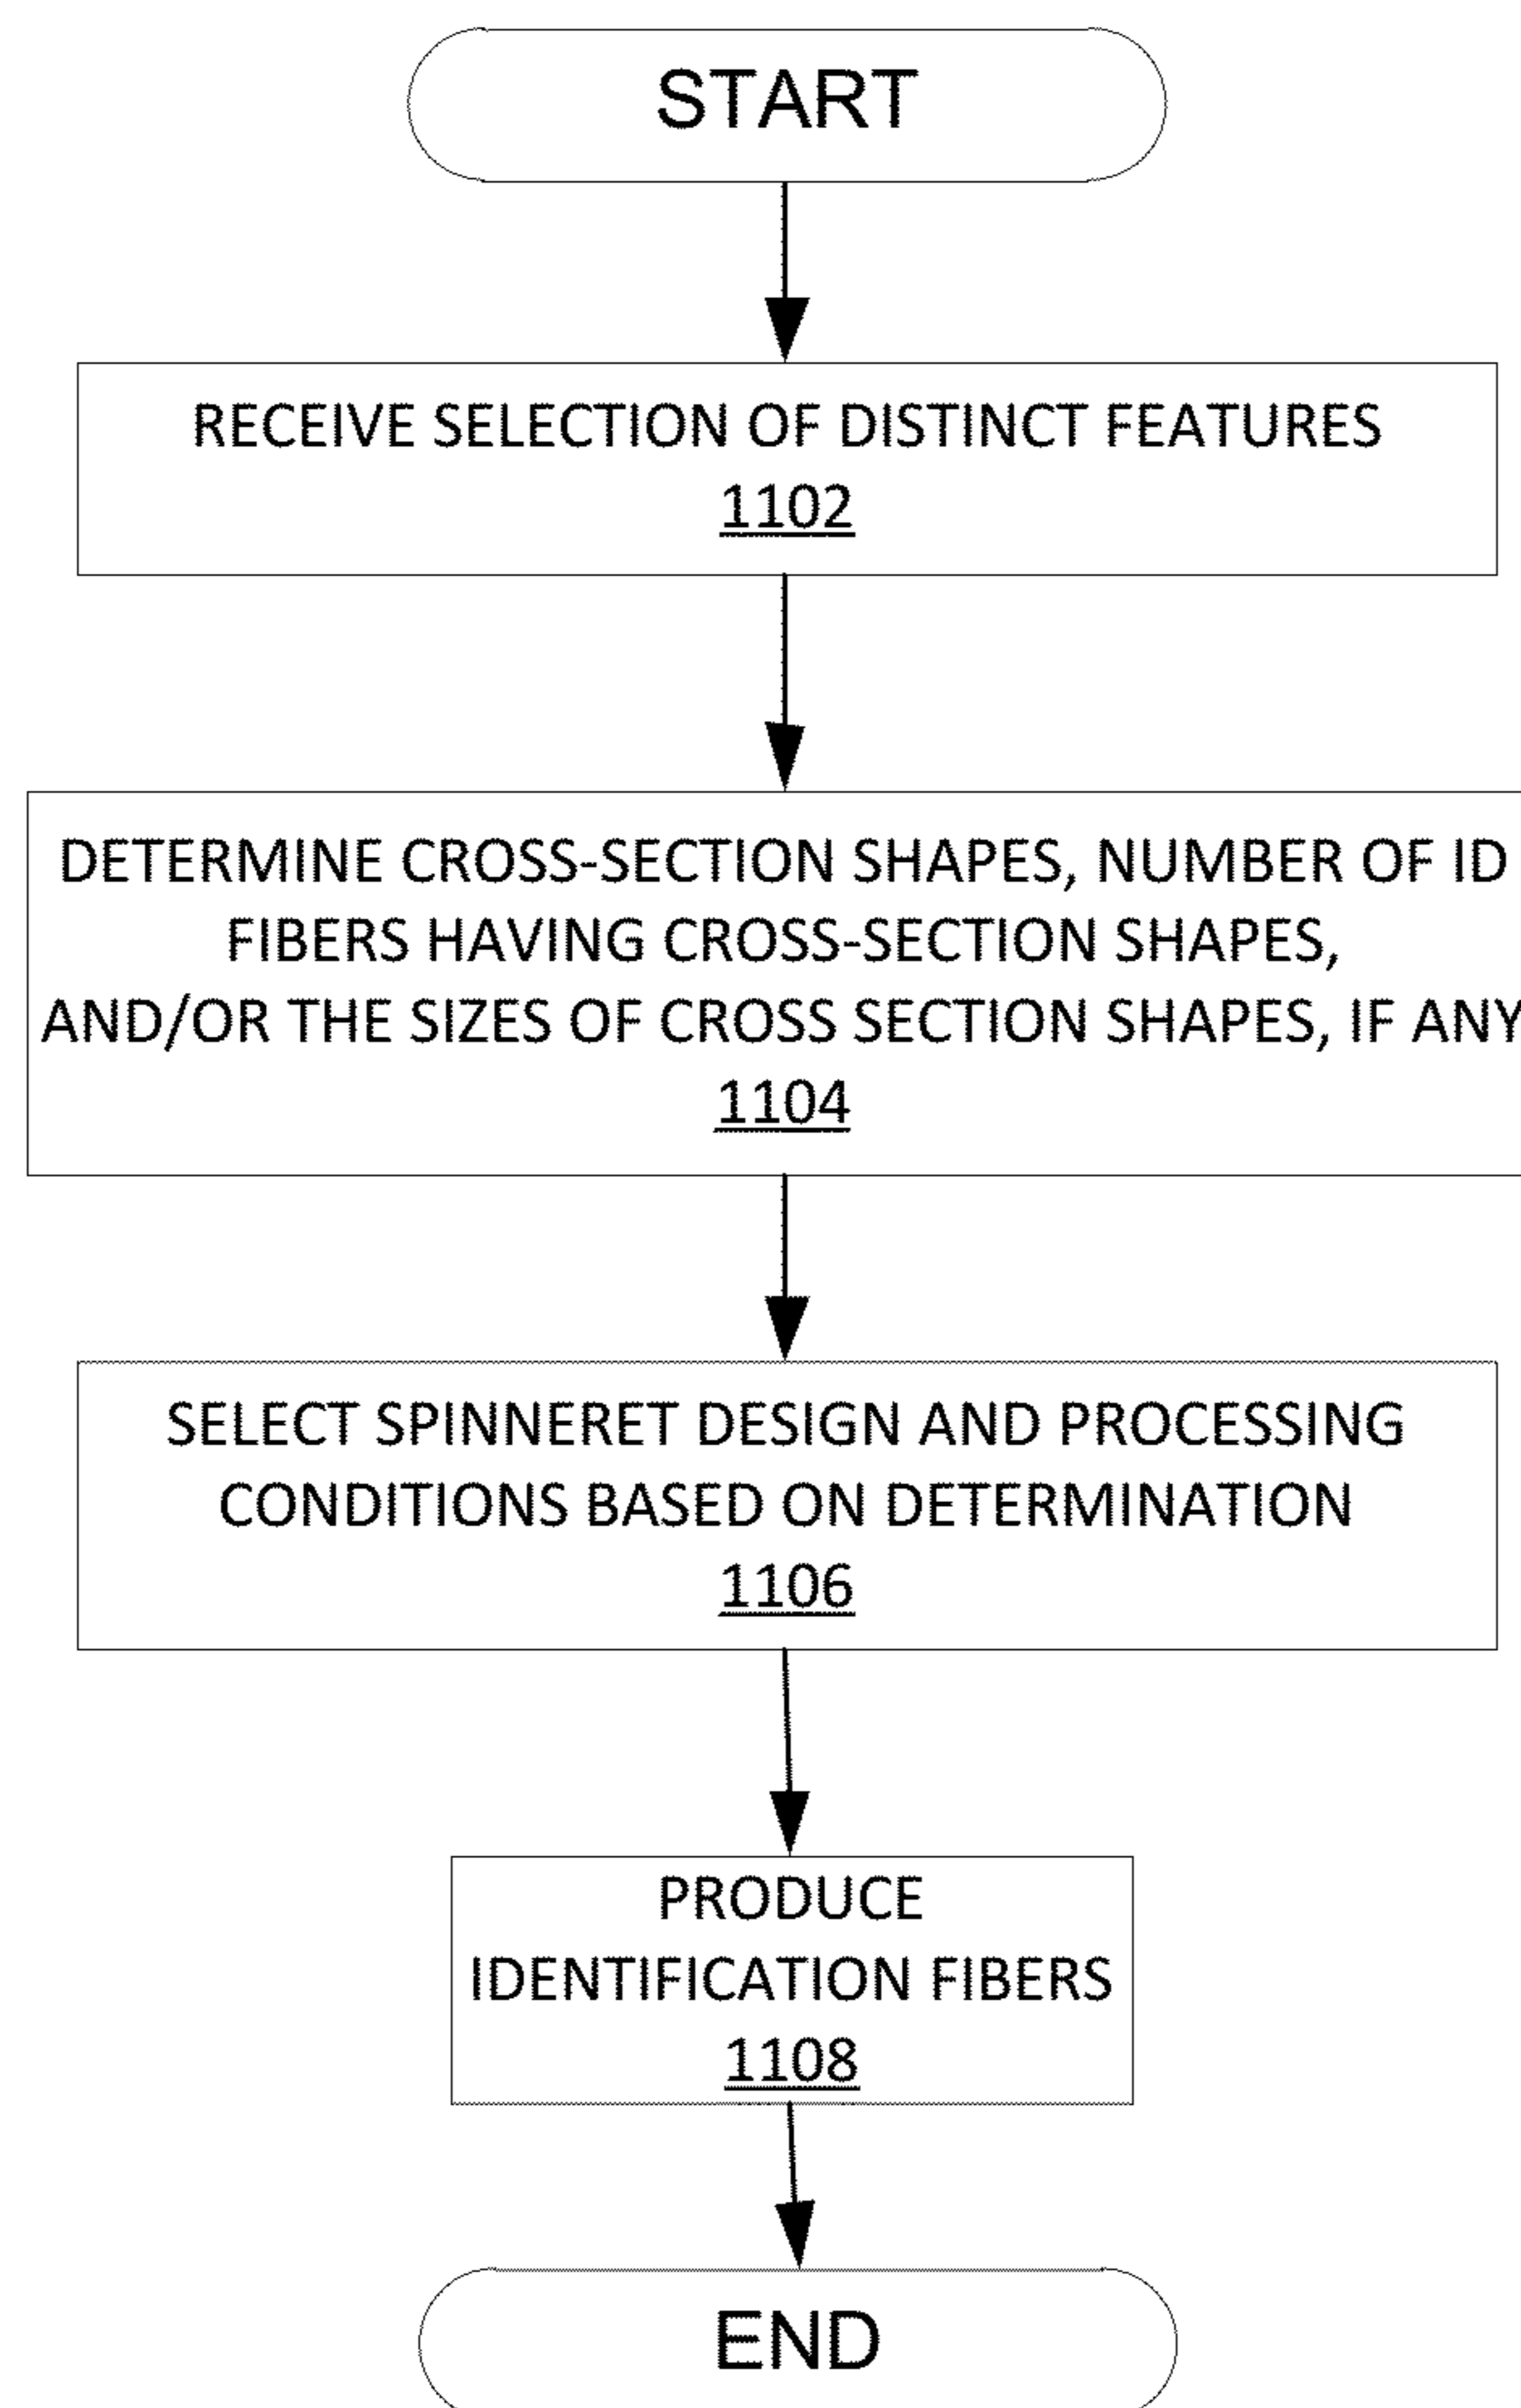 START
RECEIVE SELECTION OF DISTINCT FEATURES
1102
DETERMINE CROSS-SECTION SHAPES, NUMBER OF ID
FIBERS HAVING CROSS-SECTION SHAPES,
AND/OR THE SIZES OF CROSS SECTION SHAPES, IF ANY
1104
SELECT SPINNERET DESIGN AND PROCESSING
CONDITIONS BASED ON DETERMINATION
1106
PRODUCE
IDENTIFICATION FIBERS
1108
END